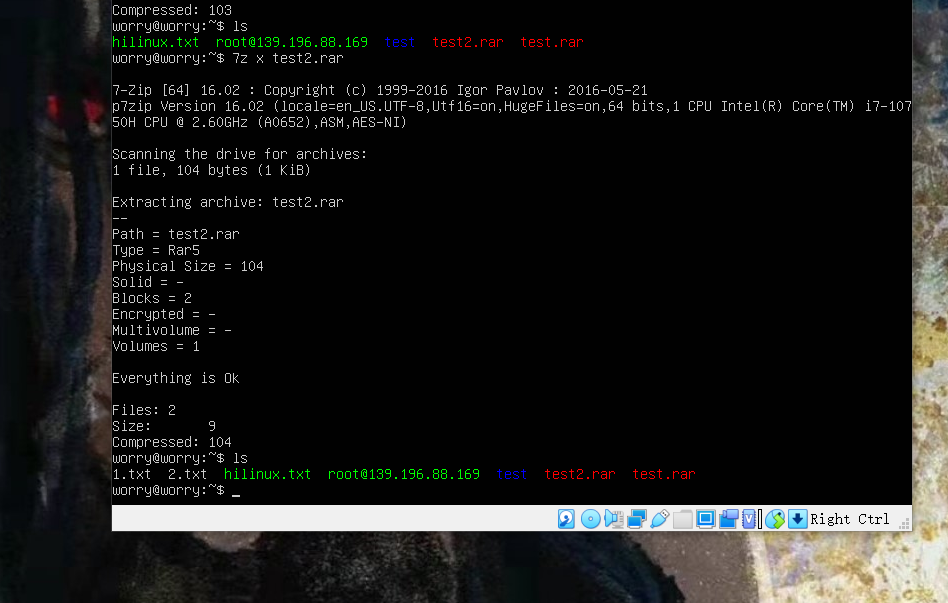 Compressed: 103
worry@worry:~$ ls
hilinux.txt  root@139.196.88.169  test  test2.rar  test.rar
worry@worry:~$ 7z x test2.rar
7-Zip [64] 16.02 : Copyright (c) 1999-2016 Igor Pavlov : 2016-05-21
p7zip Version 16.02 (locale=en_US.UTF-8,Utf16=on,HugeFiles=on,64 bits,1 CPU Intel(R) Core(TM) i7-107
50H CPU @ 2.60GHz (A0652),ASM,AES-NI)
Scanning the drive for archives:
1 file, 104 bytes (1 KiB)
Extracting archive: test2.rar
--
Path = test2.rar
Type = Rar5
Physical Size = 104
Solid = -
Blocks = 2
Encrypted = -
Multivolume = -
Volumes = 1
Everything is Ok
Files: 2
Size:       9
Compressed: 104
worry@worry:~$ ls
1.txt  2.txt  hilinux.txt  root@139.196.88.169  test  test2.rar  test.rar
worry@worry:~$ _
Right Ctrl